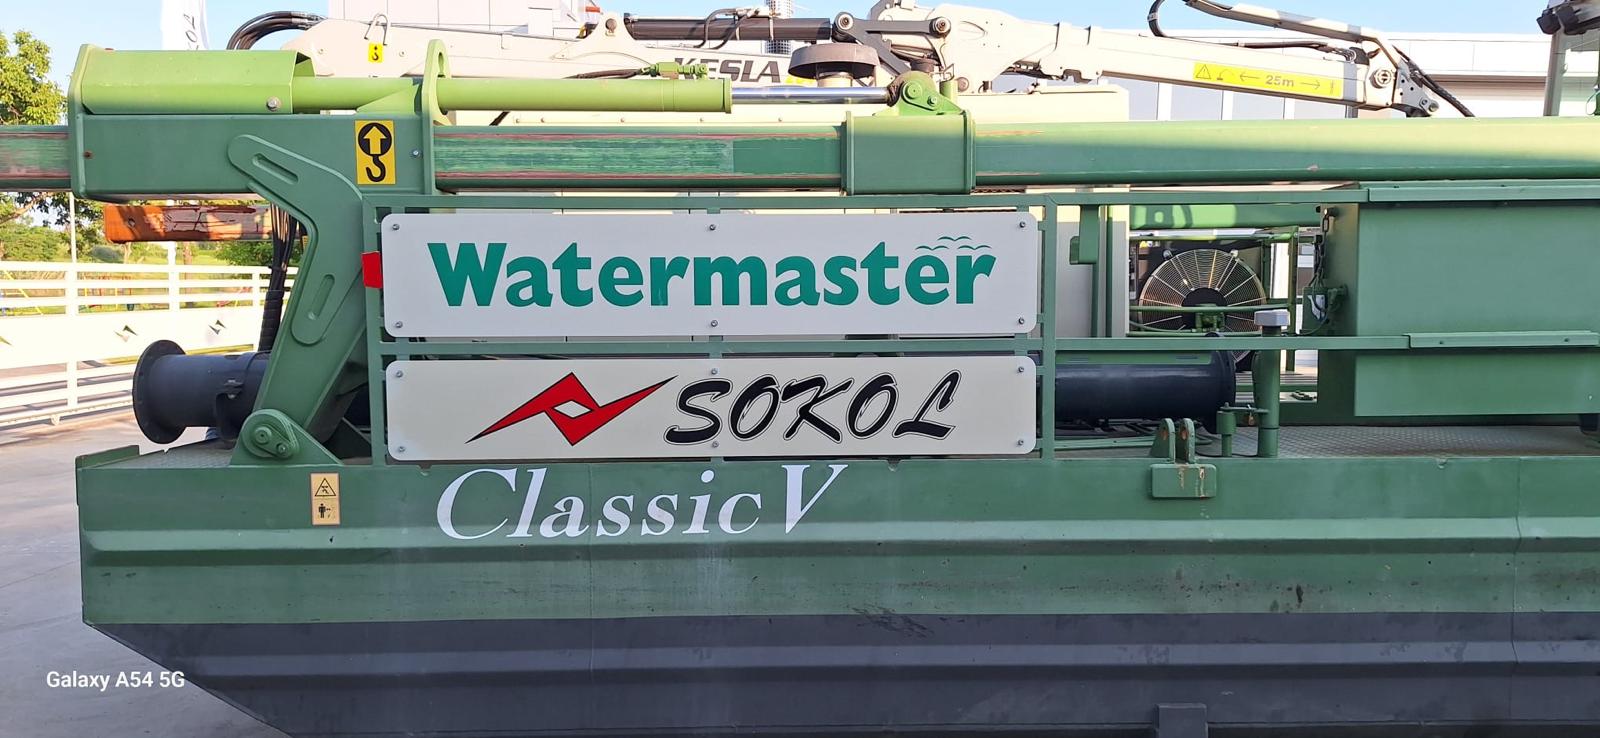 KESLA
25m
Watermaster
SOKOL
Classic V
Galaxy A54 5G